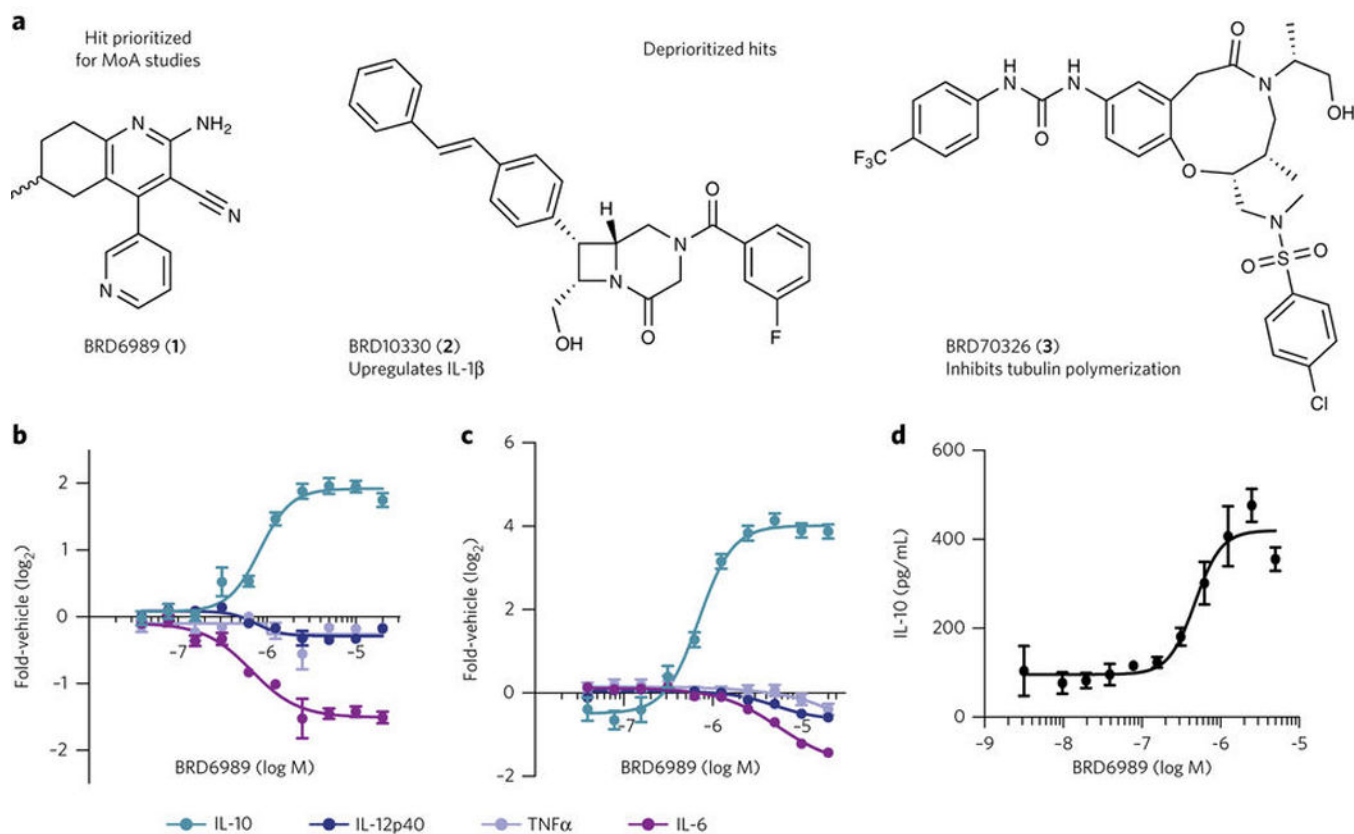 a
Hit prioritized
for MoA studies
Deprioritized hits
N
NH2
N
N
BRD6989 (1)
H
N
N
O
O
OH
F
BRD10330 (2)
Upregulates IL-1β
H
N
H
N
O
F3C
O
N
OH
O
N
O
S
O
Cl
BRD70326 (3)
Inhibits tubulin polymerization
b
2
1
0
-1
-2
-7
-6
-5
Fold-vehicle (log2)
BRD6989 (log M)
c
6
4
2
0
-2
-7
-6
-5
Fold-vehicle (log2)
BRD6989 (log M)
d
600
400
200
0
-9
-8
-7
-6
-5
IL-10 (pg/mL)
BRD6989 (log M)
IL-10
IL-12p40
TNFα
IL-6